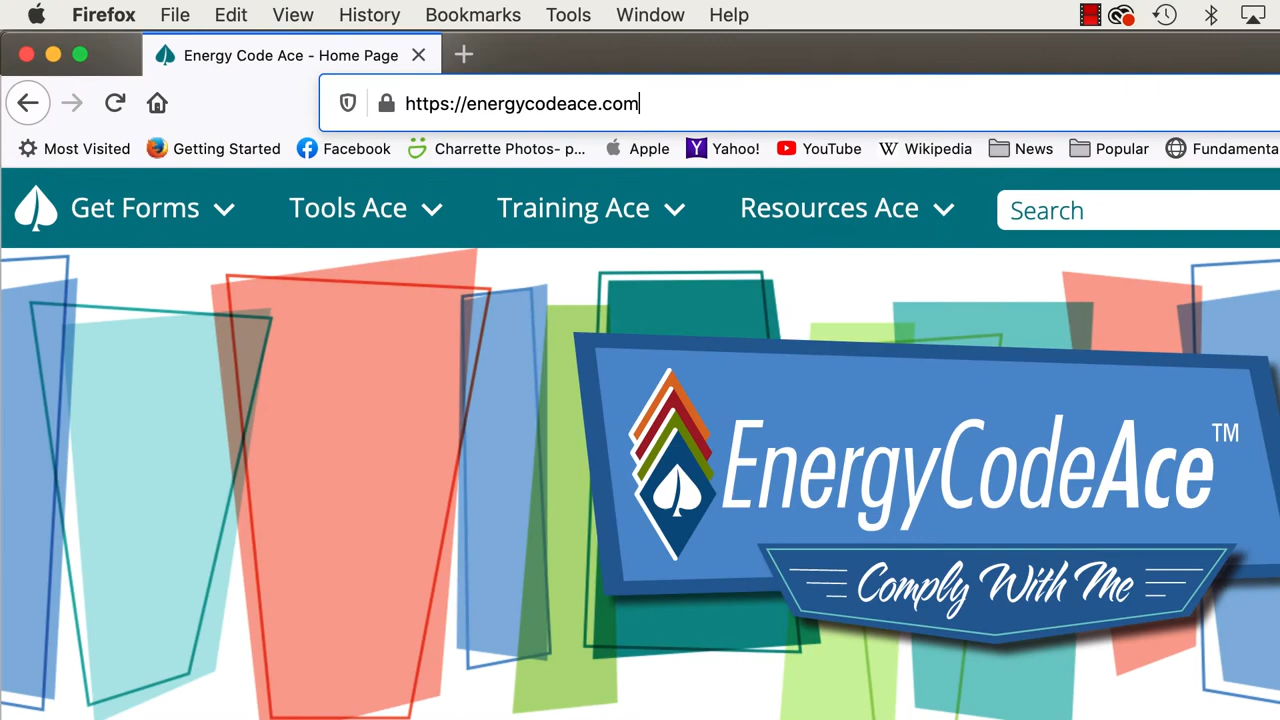 Firefox File Edit View History Bookmarks Tools Window Help
Energy Code Ace - Home Page
https://energycodeace.com
Most Visited Getting Started Facebook Charrette Photos- p... Apple Yahoo! YouTube Wikipedia News Popular Fundamenta
Get Forms Tools Ace Training Ace Resources Ace Search
EnergyCodeAce™
Comply With Me